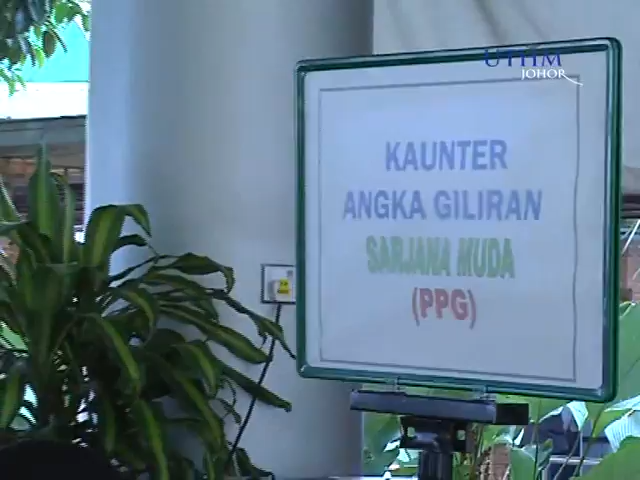 UTHM
JOHOR
KAUNTER
ANGKA GILIRAN
SARJANA MUDA
(PPG)